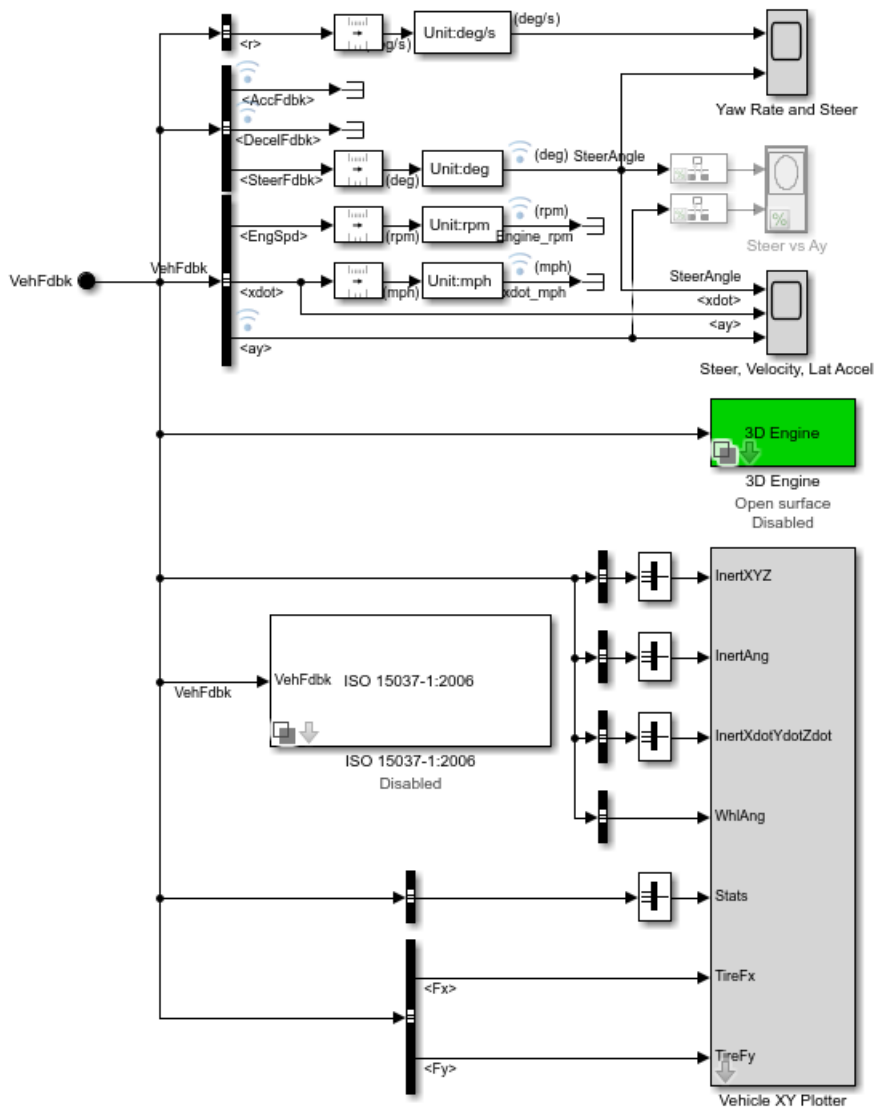 (deg/s)
<r>
(deg/s)
Unit:deg/s
<AccFdbk>
Yaw Rate and Steer
<DecelFdbk>
<SteerFdbk>
(deg)
Unit:deg
(deg)
SteerAngle
%
%
%
Steer vs Ay
<EngSpd>
(rpm)
Unit:rpm
(rpm)
Engine_rpm
VehFdbk
VehFdbk
<xdot>
(mph)
Unit:mph
(mph)
xdot_mph
SteerAngle
<xdot>
<ay>
<ay>
Steer, Velocity, Lat Accel
3D Engine
3D Engine
Open surface
Disabled
InertXYZ
InertAng
VehFdbk
VehFdbk
ISO 15037-1:2006
ISO 15037-1:2006
Disabled
InertXdotYdotZdot
WhlAng
Stats
<Fx>
TireFx
<Fy>
TireFy
Vehicle XY Plotter